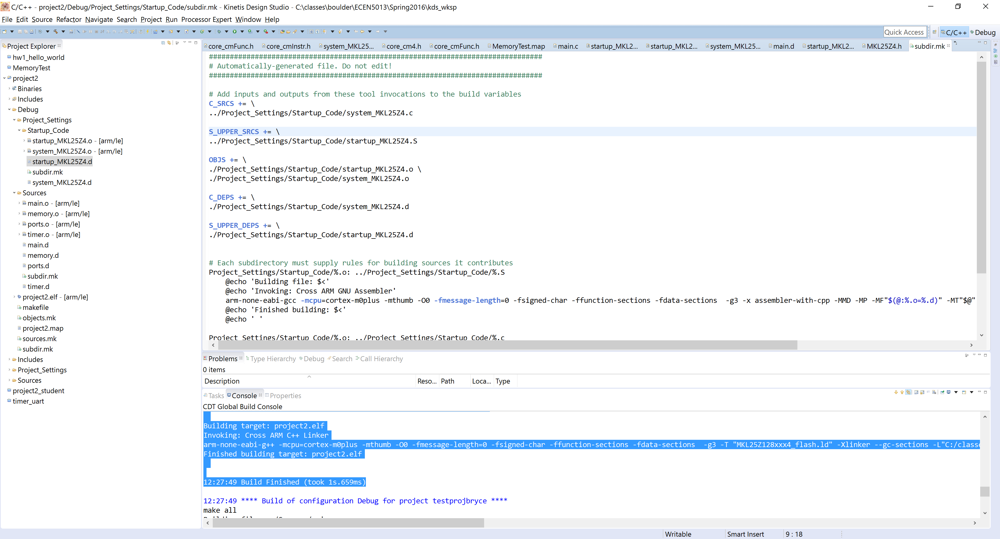 C/C++ - project2/Debug/Project_Settings/Startup_Code/subdir.mk - Kinetis Design Studio - C:\classes\boulder\ECEN5013\Spring2016\kds_wksp
File Edit Source Refactor Navigate Search Project Run Processor Expert Window Help
Quick Access C/C++ Debug
Project Explorer
hw1_hello_world
MemoryTest
project2
Binaries
Includes
Debug
Project_Settings
Startup_Code
startup_MKL25Z4.o - [arm/le]
system_MKL25Z4.o - [arm/le]
startup_MKL25Z4.d
subdir.mk
system_MKL25Z4.d
Sources
main.o - [arm/le]
memory.o - [arm/le]
ports.o - [arm/le]
timer.o - [arm/le]
main.d
memory.d
ports.d
subdir.mk
timer.d
project2.elf - [arm/le]
makefile
objects.mk
project2.map
sources.mk
subdir.mk
Includes
Project_Settings
Sources
project2_student
timer_uart
core_cmFunc.h core_cmInstr.h system_MKL25... core_cm4.h core_cmFunc.h MemoryTest.map main.c startup_MKL2... startup_MKL2... system_MKL25... main.d startup_MKL2... MKL25Z4.h subdir.mk »2
################################################################################
# Automatically-generated file. Do not edit!
################################################################################
# Add inputs and outputs from these tool invocations to the build variables
C_SRCS += \
../Project_Settings/Startup_Code/system_MKL25Z4.c
S_UPPER_SRCS += \
../Project_Settings/Startup_Code/startup_MKL25Z4.S
OBJS += \
./Project_Settings/Startup_Code/startup_MKL25Z4.o \
./Project_Settings/Startup_Code/system_MKL25Z4.o
C_DEPS += \
./Project_Settings/Startup_Code/system_MKL25Z4.d
S_UPPER_DEPS += \
./Project_Settings/Startup_Code/startup_MKL25Z4.d
# Each subdirectory must supply rules for building sources it contributes
Project_Settings/Startup_Code/%.o: ../Project_Settings/Startup_Code/%.S
@echo 'Building file: $<'
@echo 'Invoking: Cross ARM GNU Assembler'
arm-none-eabi-gcc -mcpu=cortex-m0plus -mthumb -O0 -fmessage-length=0 -fsigned-char -ffunction-sections -fdata-sections  -g3 -x assembler-with-cpp -MMD -MP -MF"$(@:%.o=%.d)" -MT"$@"
@echo 'Finished building: $<'
@echo ' '
Project_Settings/Startup_Code/%.o: ../Project_Settings/Startup_Code/%.c
Problems Type Hierarchy Debug Search Call Hierarchy
0 items
Description Reso... Path Loca... Type
Tasks Console Properties
CDT Global Build Console
Building target: project2.elf
Invoking: Cross ARM C++ Linker
arm-none-eabi-g++ -mcpu=cortex-m0plus -mthumb -O0 -fmessage-length=0 -fsigned-char -ffunction-sections -fdata-sections  -g3 -T "MKL25Z128xxx4_flash.ld" -Xlinker --gc-sections -L"C:/classe
Finished building target: project2.elf
12:27:49 Build Finished (took 1s.659ms)
12:27:49 **** Build of configuration Debug for project testprojbryce ****
make all
Writable Smart Insert 9 : 18